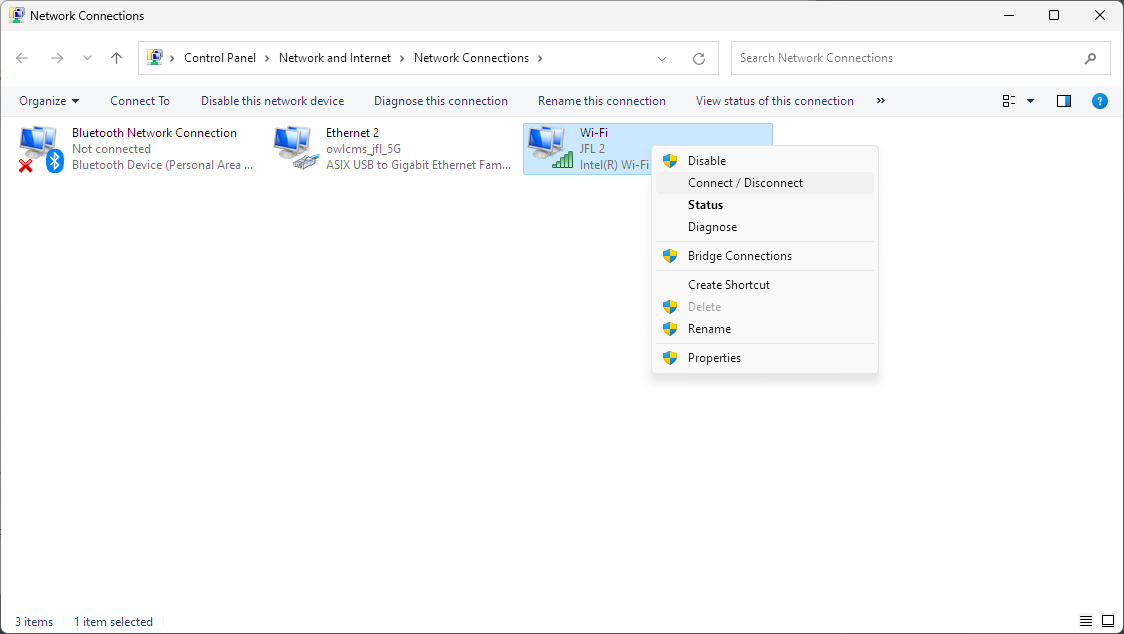 Network Connections
Control Panel > Network and Internet > Network Connections >
Search Network Connections
Organize Connect To Disable this network device Diagnose this connection Rename this connection View status of this connection »
Bluetooth Network Connection
Not connected
Bluetooth Device (Personal Area ...
Ethernet 2
owlcms_jfl_5G
ASIX USB to Gigabit Ethernet Fam...
Wi-Fi
JFL 2
Intel(R) Wi-Fi
Disable
Connect / Disconnect
Status
Diagnose
Bridge Connections
Create Shortcut
Delete
Rename
Properties
3 items 1 item selected